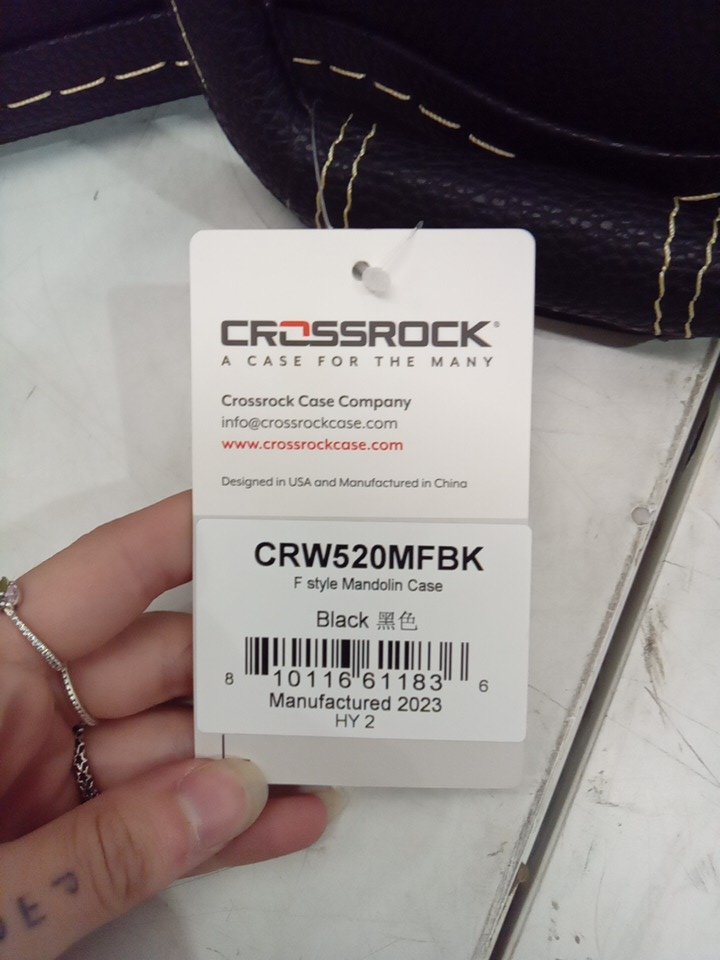 CROSSROCK®
A CASE FOR THE MANY
Crossrock Case Company
info@crossrockcase.com
www.crossrockcase.com
Designed in USA and Manufactured in China
CRW520MFBK
F style Mandolin Case
Black 黑色
8 10116 61183 6
Manufactured 2023
HY 2